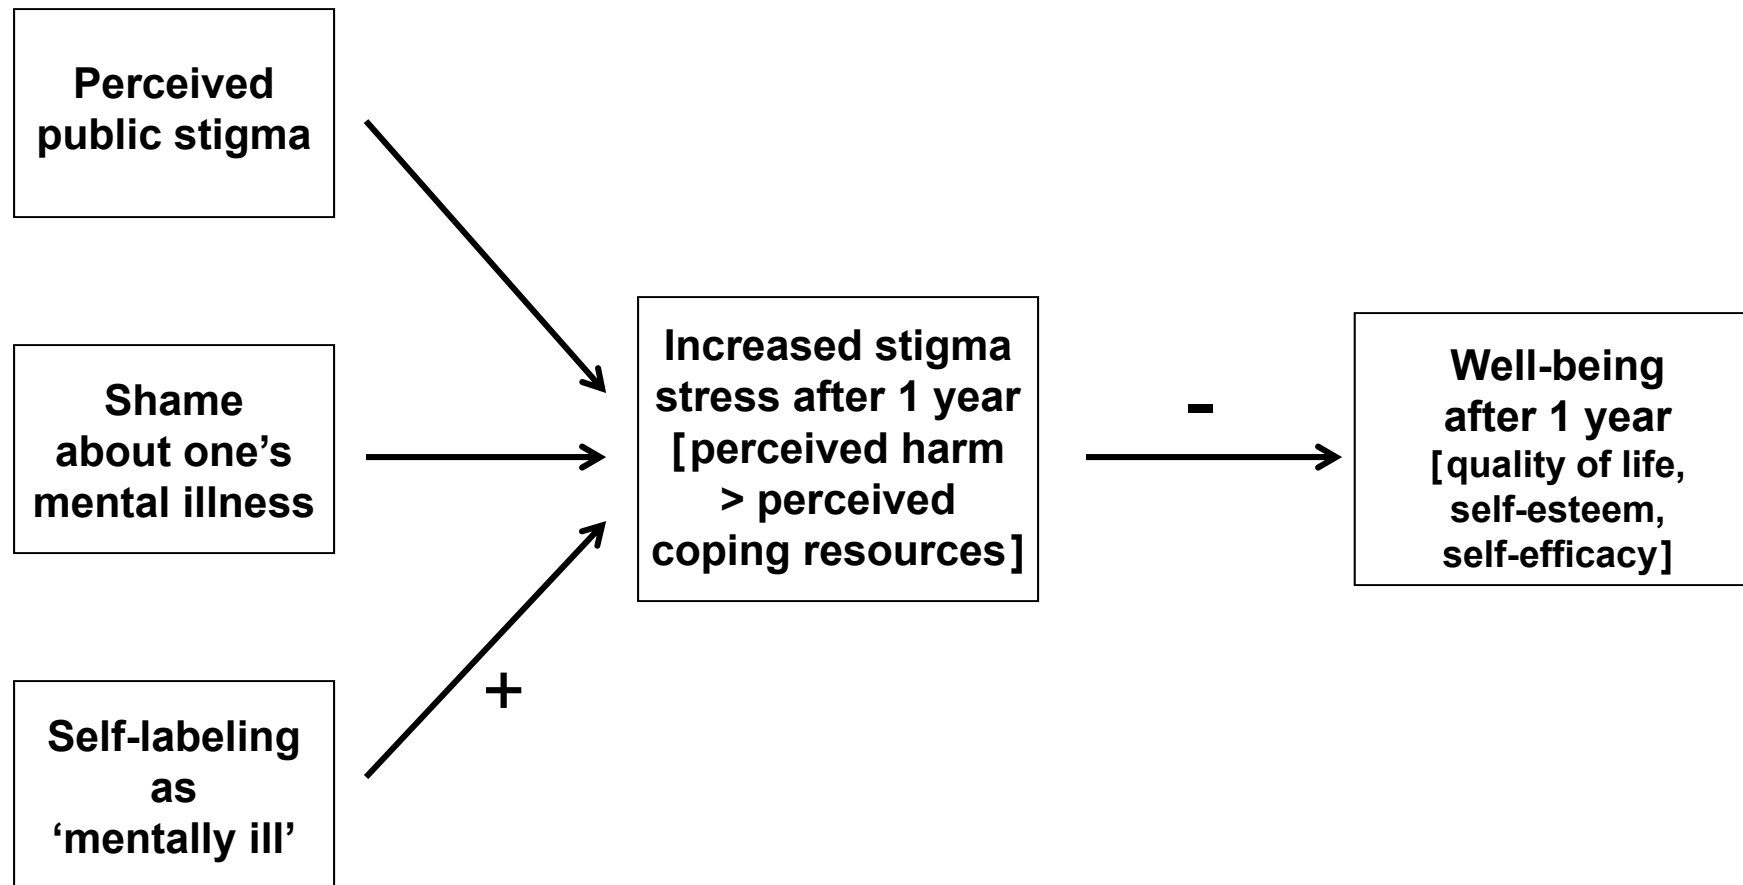 Perceived
public stigma
Shame
about one’s
mental illness
Self-labeling
as
‘mentally ill’
+
Increased stigma
stress after 1 year
[perceived harm
> perceived
coping resources]
-
Well-being
after 1 year
[quality of life,
self-esteem,
self-efficacy]